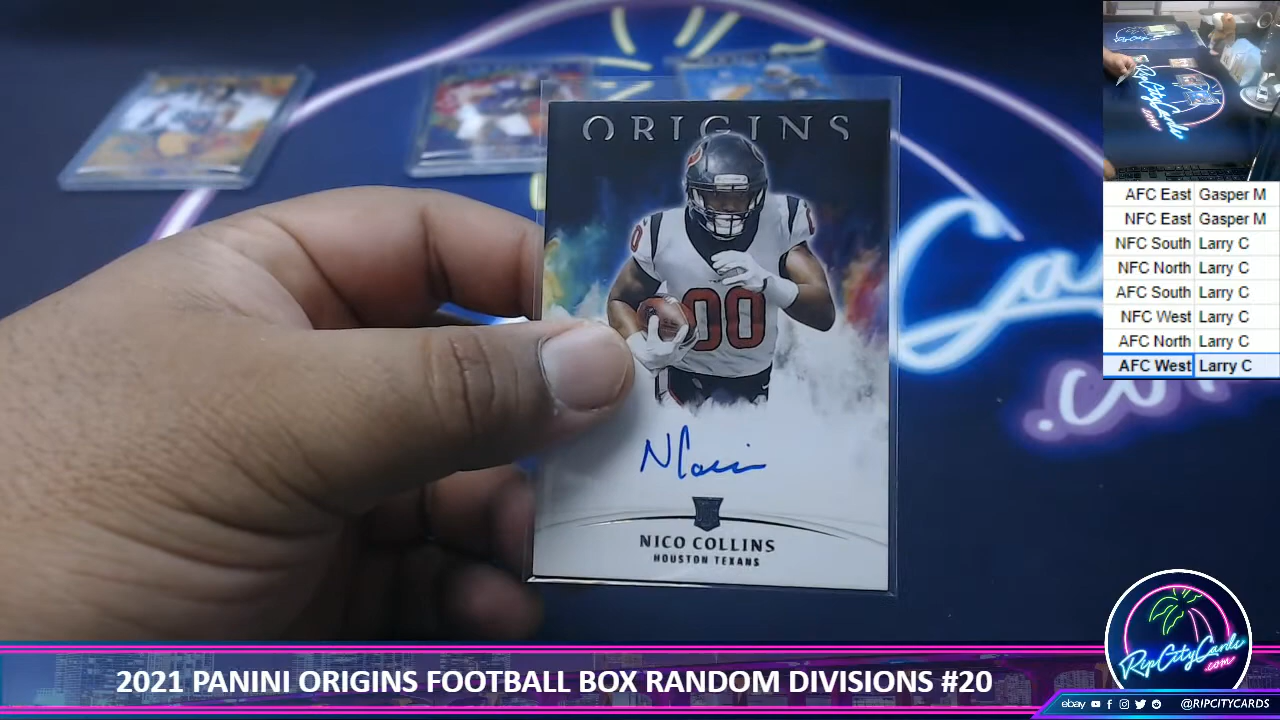 ORIGINS
00
N Collins
NICO COLLINS
HOUSTON TEXANS
AFC East Gasper M
NFC East Gasper M
NFC South Larry C
NFC North Larry C
AFC South Larry C
NFC West Larry C
AFC North Larry C
AFC West Larry C
Ca
.co
2021 PANINI ORIGINS FOOTBALL BOX RANDOM DIVISIONS #20
RipCityCards
.com
ebay @RIPCITYCARDS